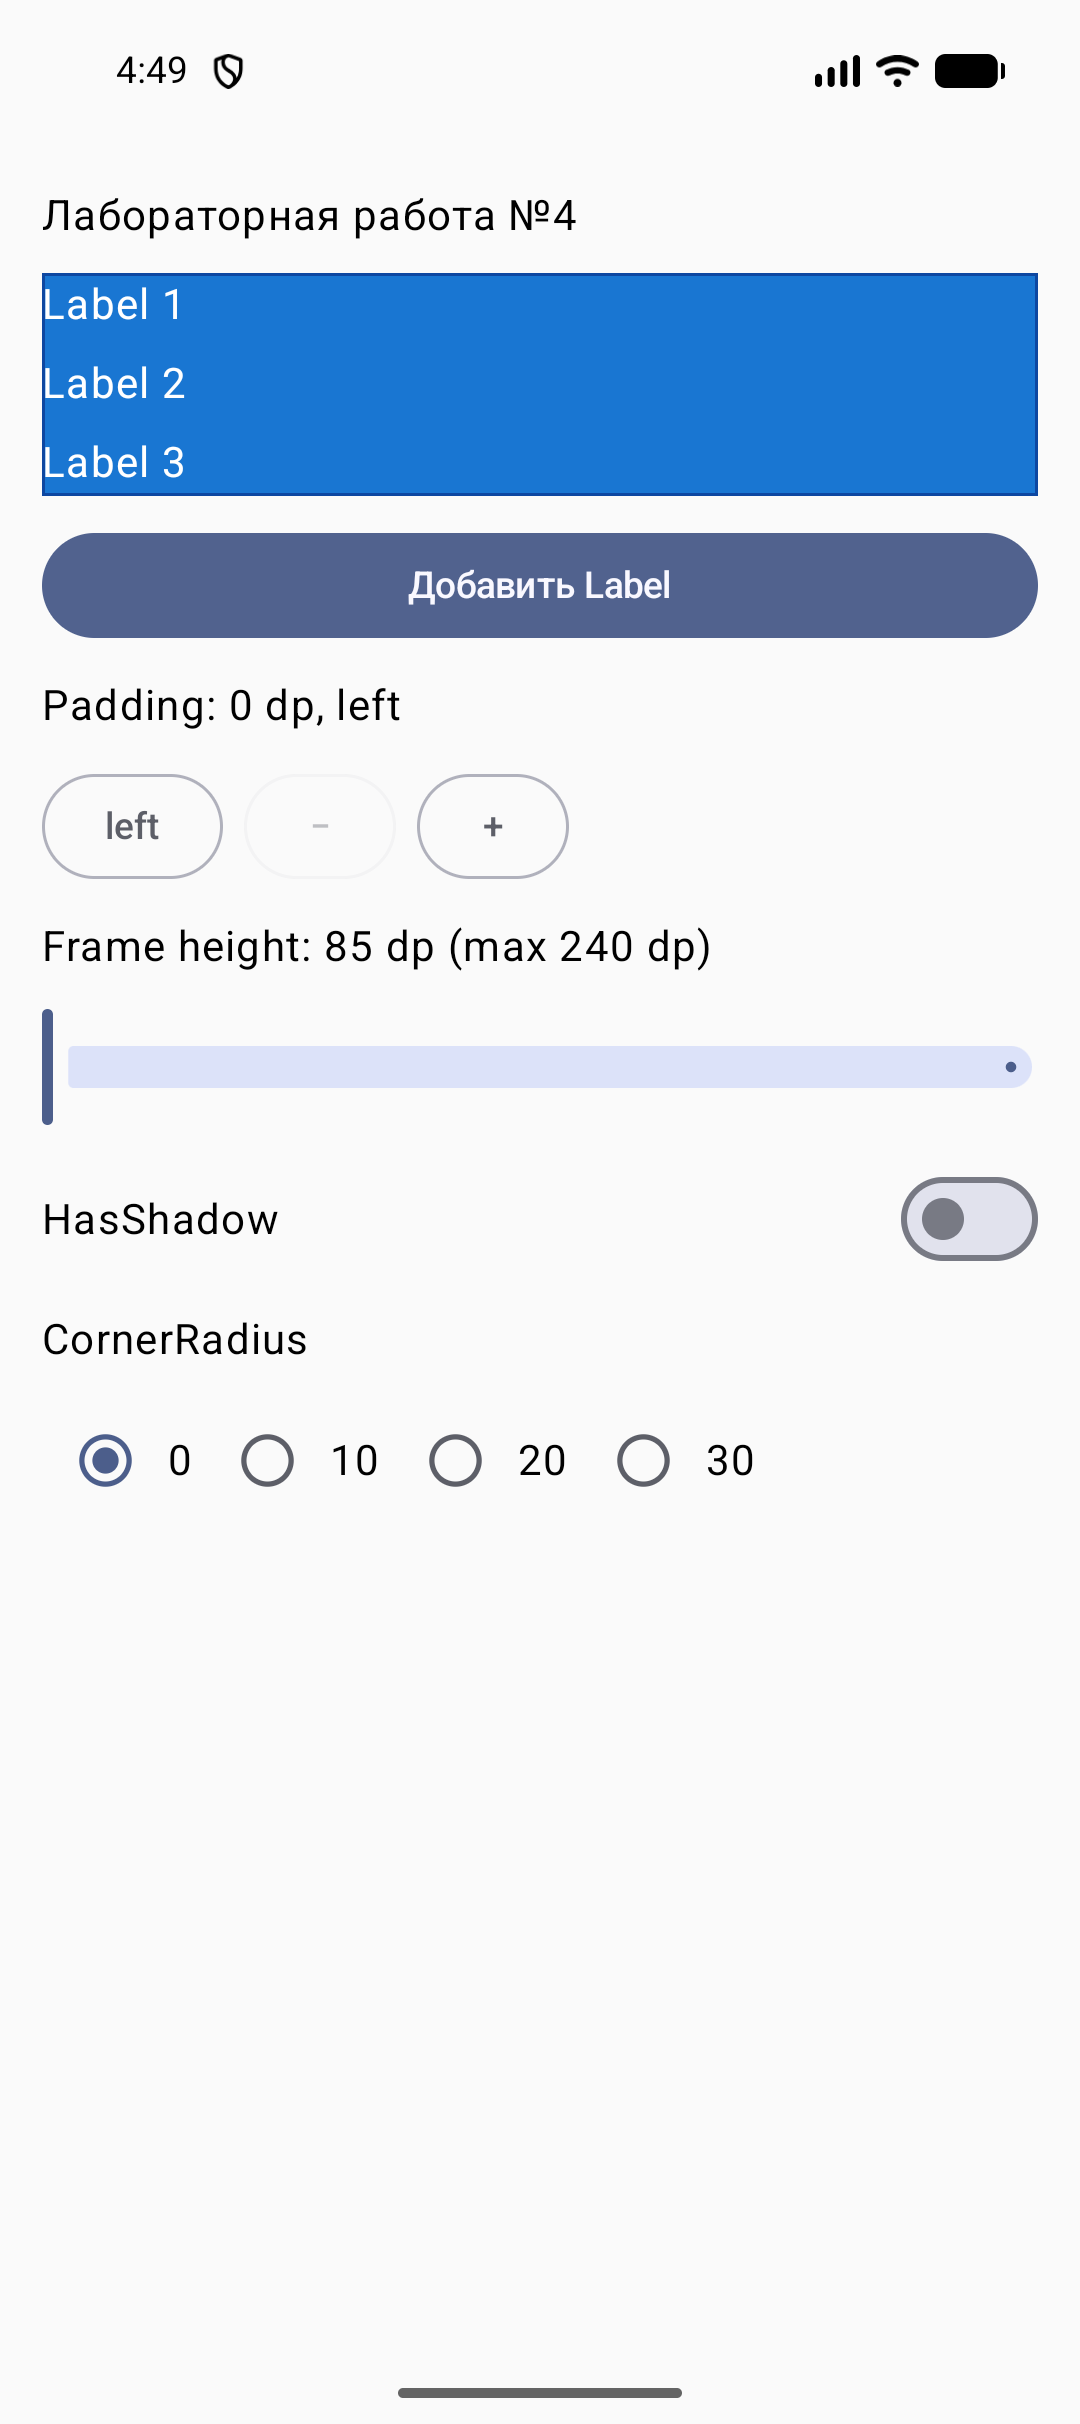 4:49
Лабораторная работа №4
Label 1
Label 2
Label 3
Добавить Label
Padding: 0 dp, left
left − +
Frame height: 85 dp (max 240 dp)
HasShadow
CornerRadius
0 10 20 30